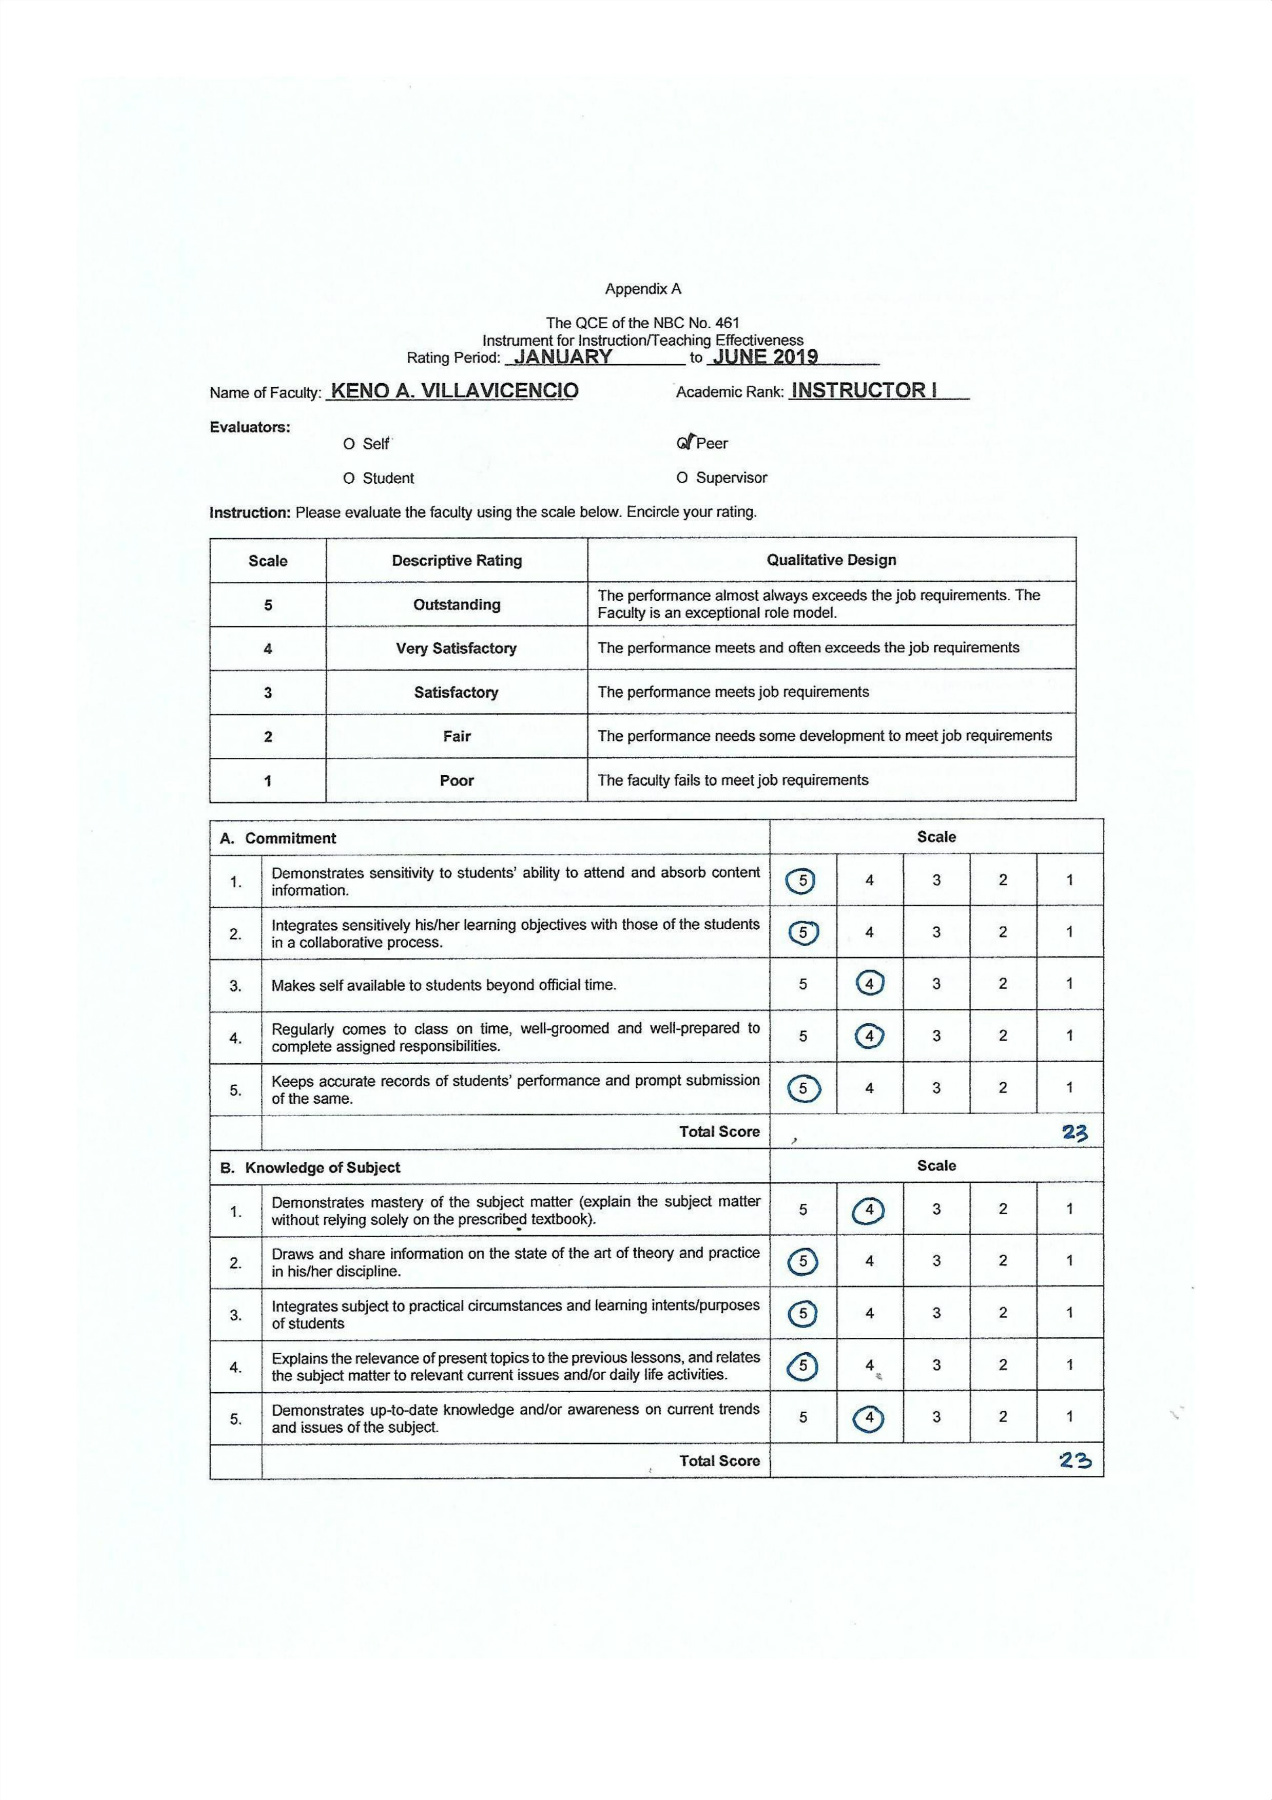 Appendix A
The QCE of the NBC No. 461
Instrument for Instruction/Teaching Effectiveness
Rating Period: JANUARY to JUNE 2019
Name of Faculty: KENO A. VILLAVICENCIO Academic Rank: INSTRUCTOR I
Evaluators:
O Self O Peer
O Student O Supervisor
Instruction: Please evaluate the faculty using the scale below. Encircle your rating.
Scale Descriptive Rating Qualitative Design
5 Outstanding The performance almost always exceeds the job requirements. The
Faculty is an exceptional role model.
4 Very Satisfactory The performance meets and often exceeds the job requirements
3 Satisfactory The performance meets job requirements
2 Fair The performance needs some development to meet job requirements
1 Poor The faculty fails to meet job requirements
A. Commitment Scale
1. Demonstrates sensitivity to students' ability to attend and absorb content
information. 5 4 3 2 1
2. Integrates sensitively his/her learning objectives with those of the students
in a collaborative process. 5 4 3 2 1
3. Makes self available to students beyond official time. 5 4 3 2 1
4. Regularly comes to class on time, well-groomed and well-prepared to
complete assigned responsibilities. 5 4 3 2 1
5. Keeps accurate records of students' performance and prompt submission
of the same. 5 4 3 2 1
Total Score 23
B. Knowledge of Subject Scale
1. Demonstrates mastery of the subject matter (explain the subject matter
without relying solely on the prescribed textbook). 5 4 3 2 1
2. Draws and share information on the state of the art of theory and practice
in his/her discipline. 5 4 3 2 1
3. Integrates subject to practical circumstances and learning intents/purposes
of students 5 4 3 2 1
4. Explains the relevance of present topics to the previous lessons, and relates
the subject matter to relevant current issues and/or daily life activities. 5 4 3 2 1
5. Demonstrates up-to-date knowledge and/or awareness on current trends
and issues of the subject. 5 4 3 2 1
Total Score 23